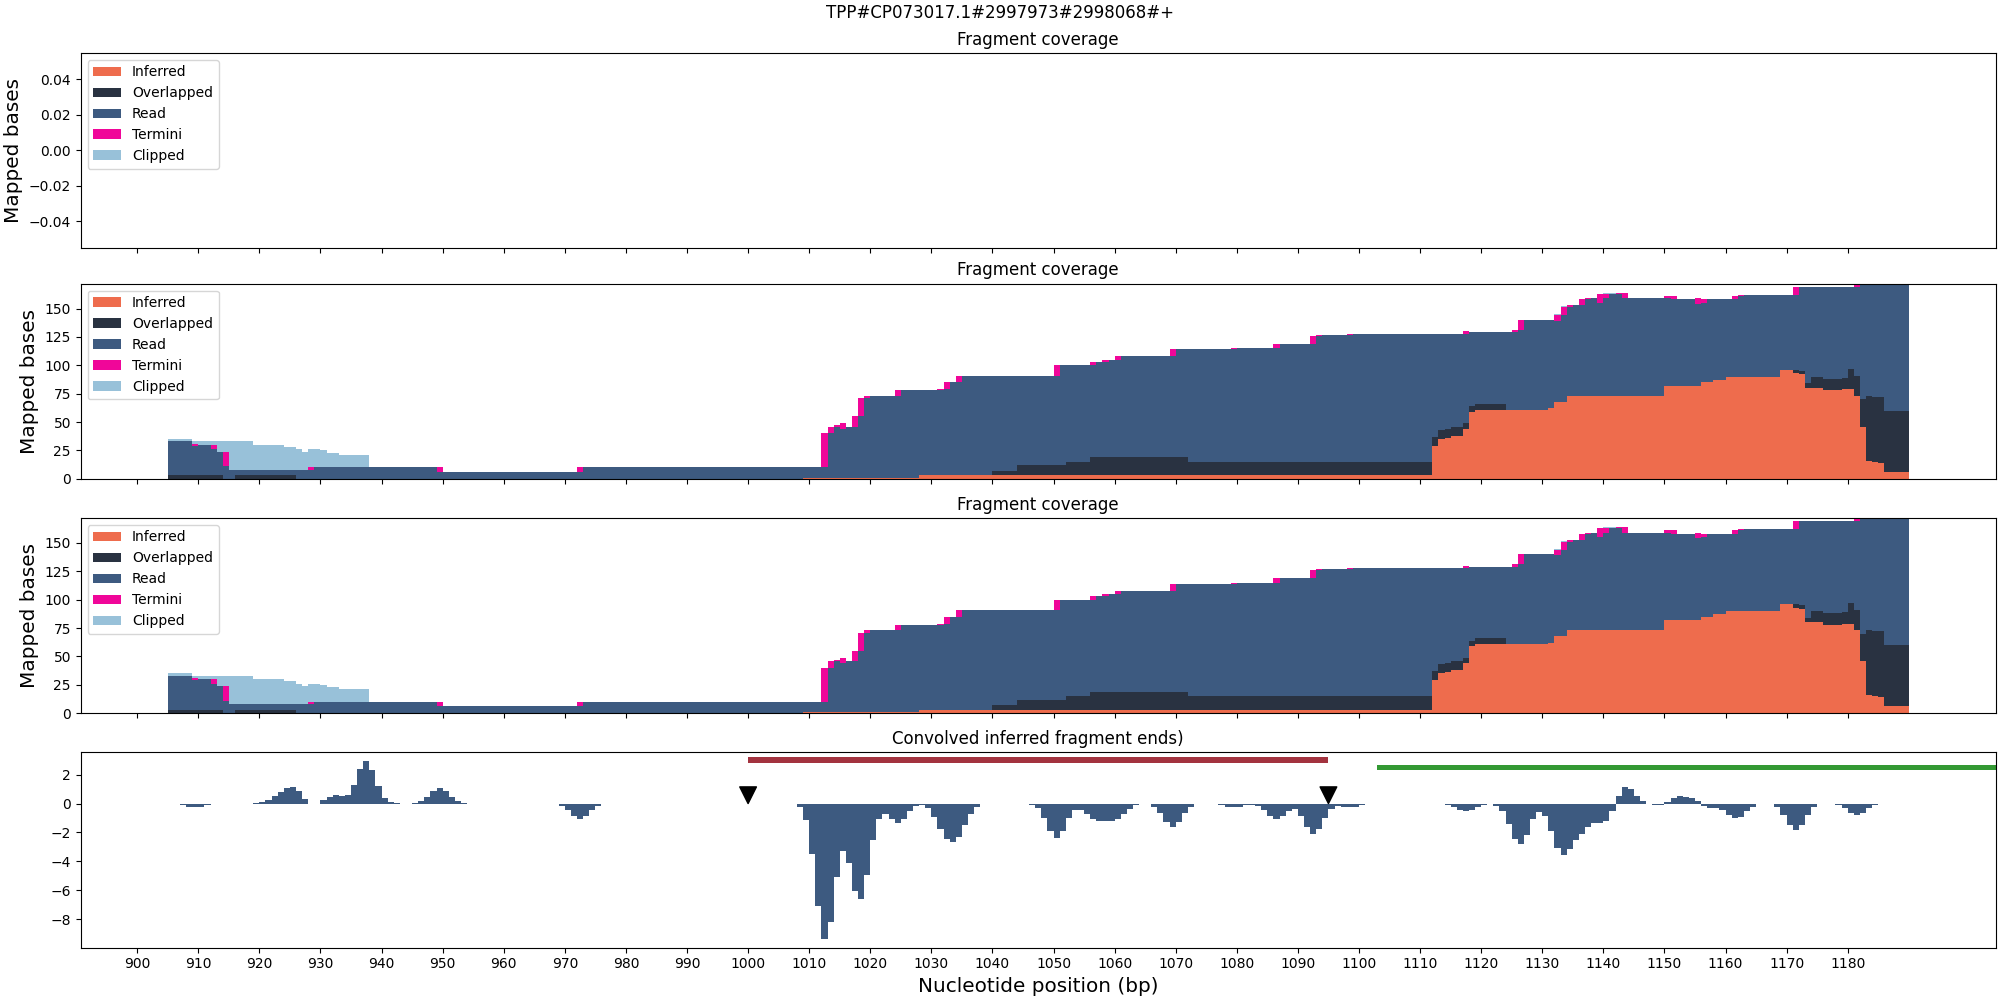 TPP#CP073017.1#2997973#2998068#+
Fragment coverage
Mapped bases
0.04
0.02
0.00
−0.02
−0.04
Inferred
Overlapped
Read
Termini
Clipped
Fragment coverage
Mapped bases
150
125
100
75
50
25
0
Inferred
Overlapped
Read
Termini
Clipped
Fragment coverage
Mapped bases
150
125
100
75
50
25
0
Inferred
Overlapped
Read
Termini
Clipped
Convolved inferred fragment ends)
2
0
−2
−4
−6
−8
900 910 920 930 940 950 960 970 980 990 1000 1010 1020 1030 1040 1050 1060 1070 1080 1090 1100 1110 1120 1130 1140 1150 1160 1170 1180
Nucleotide position (bp)